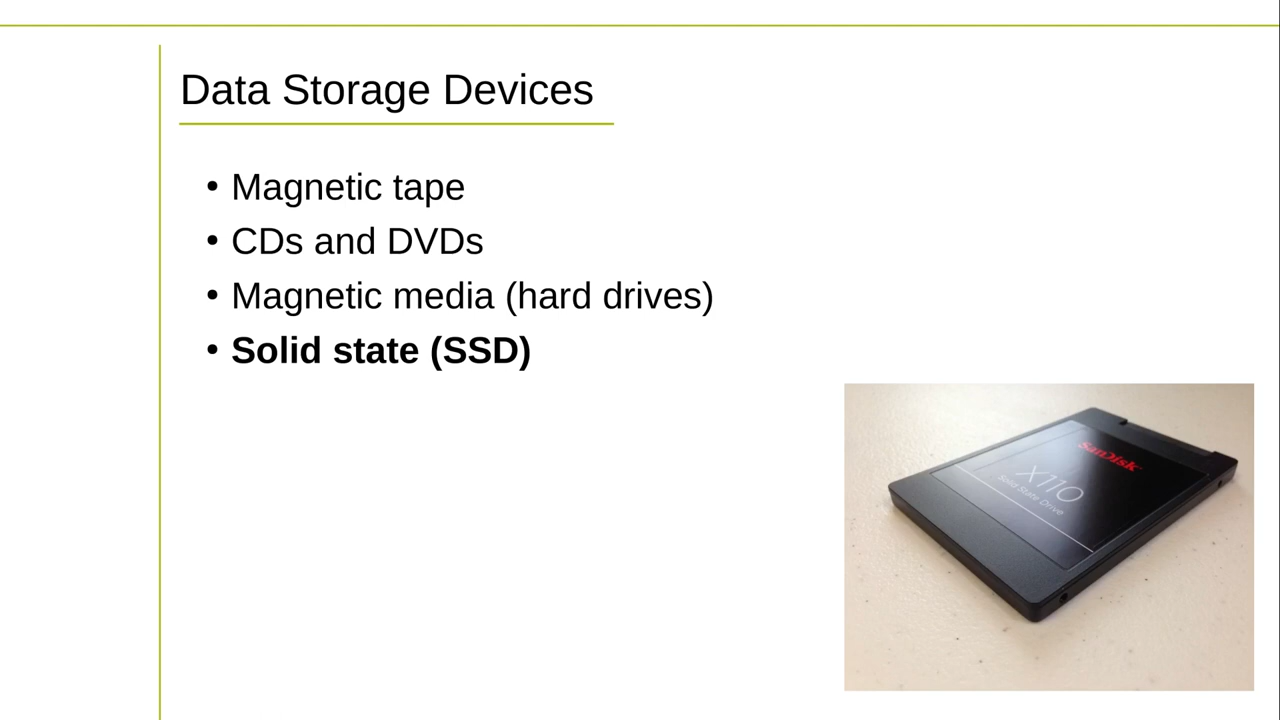 Data Storage Devices
• Magnetic tape
• CDs and DVDs
• Magnetic media (hard drives)
• Solid state (SSD)
SanDisk
X110
Solid State Drive